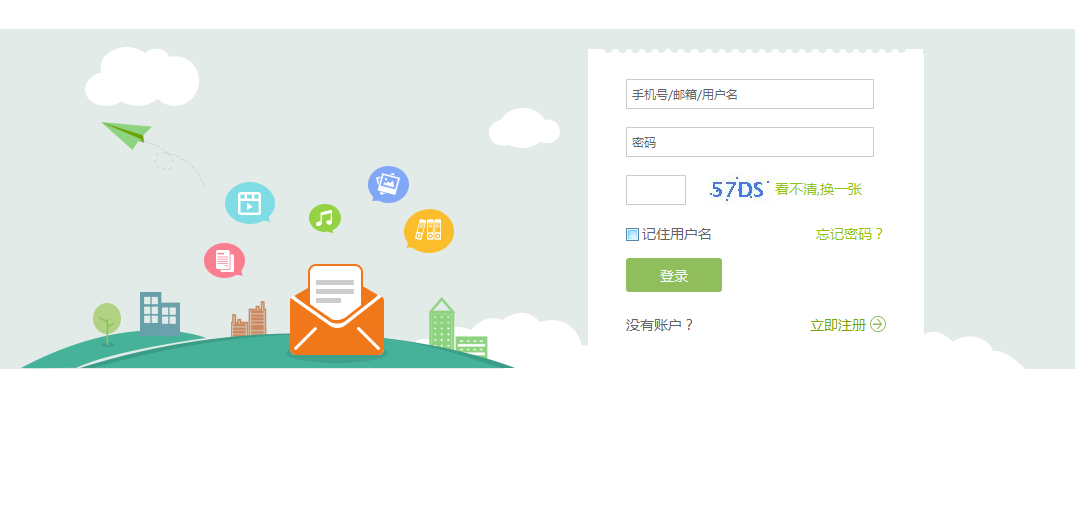 手机号/邮箱/用户名
密码
57DS 看不清,换一张
记住用户名 忘记密码？
登录
没有账户？ 立即注册